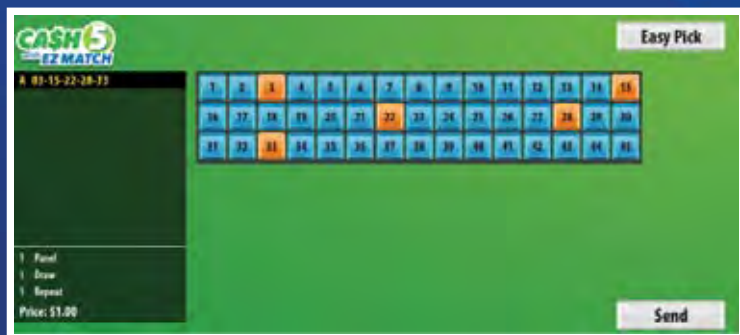 CASH 5
WITH EZ MATCH
Easy Pick
A 03-15-22-28-33
1 2 3 4 5 6 7 8 9 10 11 12 13 14 15
16 17 18 19 20 21 22 23 24 25 26 27 28 29 30
31 32 33 34 35 36 37 38 39 40 41 42 43 44 45
1 Panel
1 Draw
1 Repeat
Price: $1.00
Send